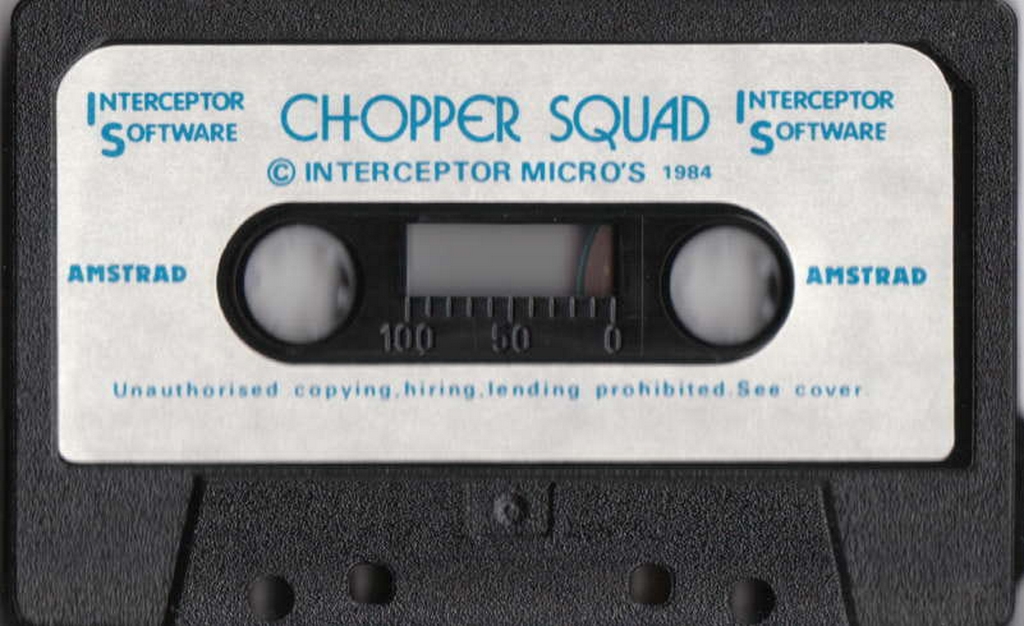 INTERCEPTOR SOFTWARE
CHOPPER SQUAD
INTERCEPTOR SOFTWARE
© INTERCEPTOR MICRO'S 1984
AMSTRAD
AMSTRAD
100 50 0
Unauthorised copying,hiring,lending prohibited.See cover